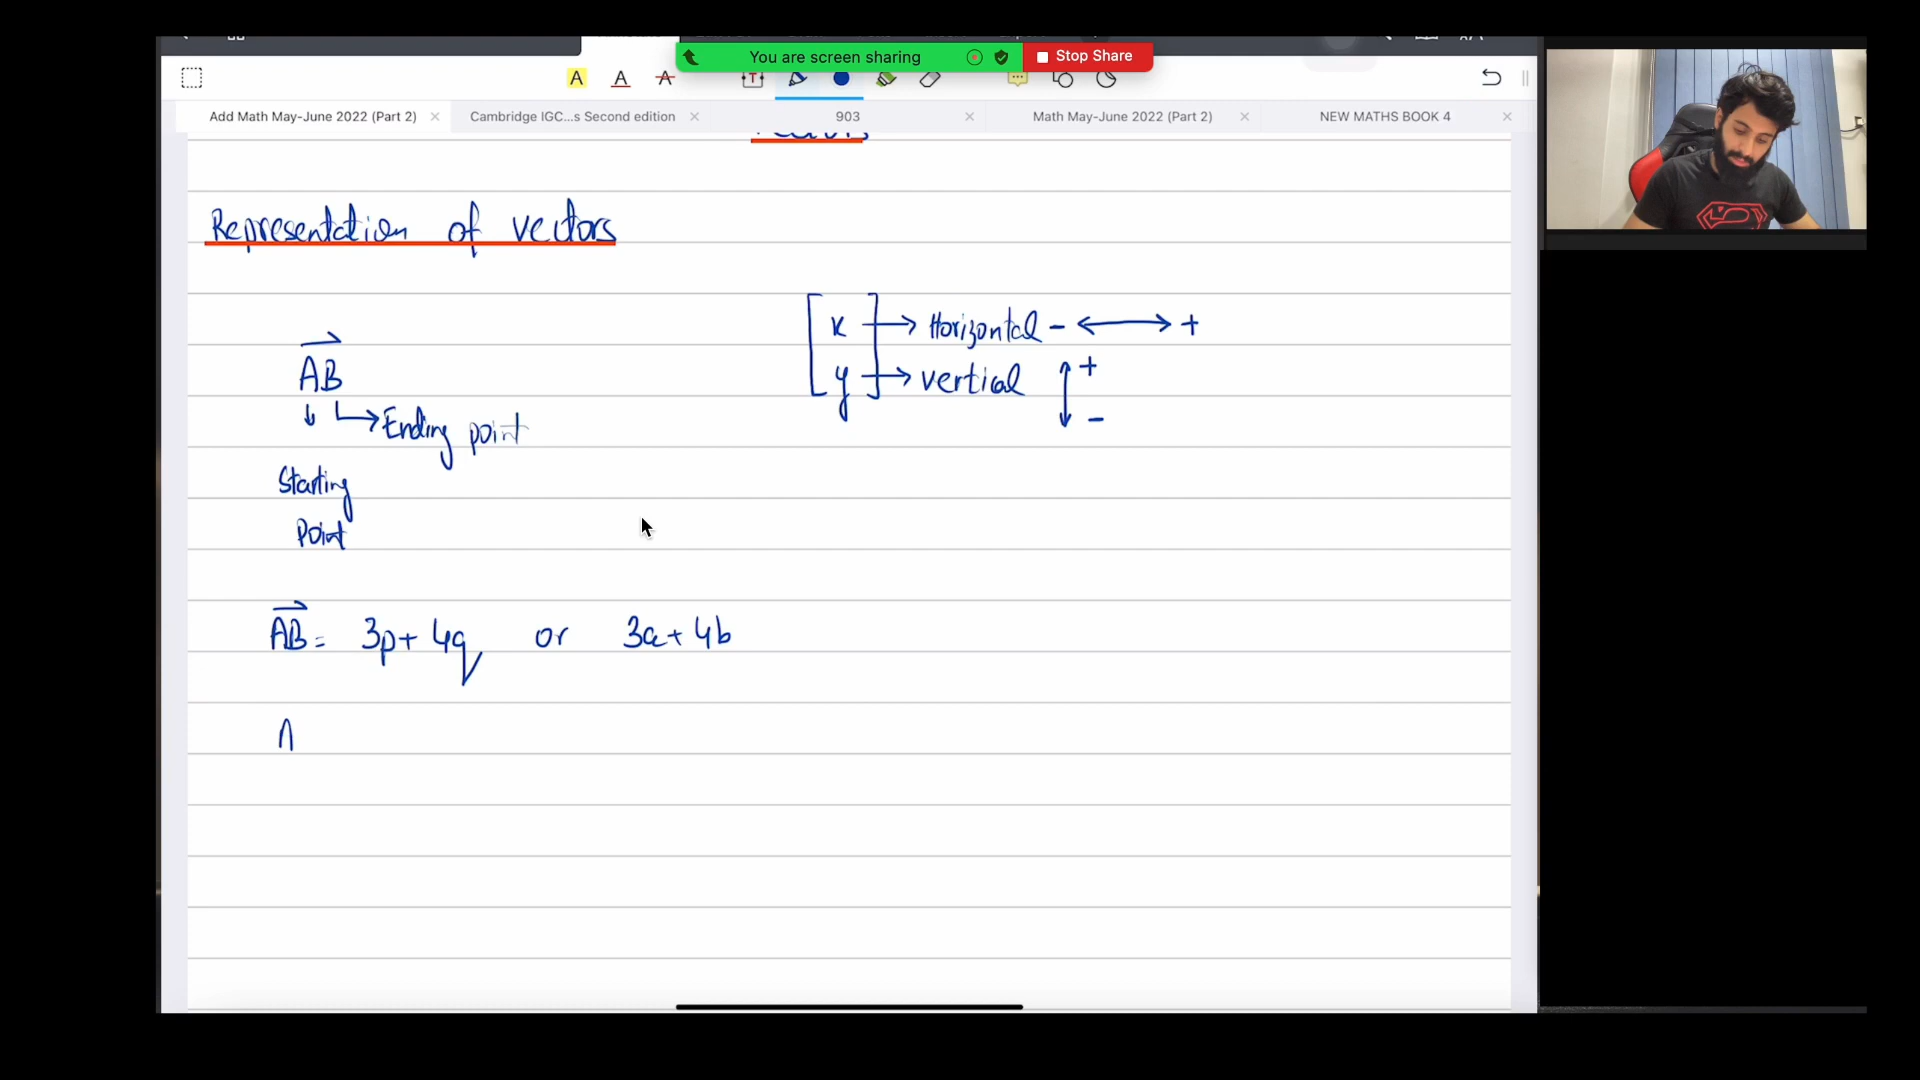 You are screen sharing Stop Share
Add Math May-June 2022 (Part 2) Cambridge IGC...s Second edition 903 Math May-June 2022 (Part 2) NEW MATHS BOOK 4
Representation of vectors
[x y]
x → Horizontal - ⟷ +
y → vertical ↕ + -
AB
↓ ↳ Ending point
Starting
Point
AB = 3p+ 4q or 3a+ 4b